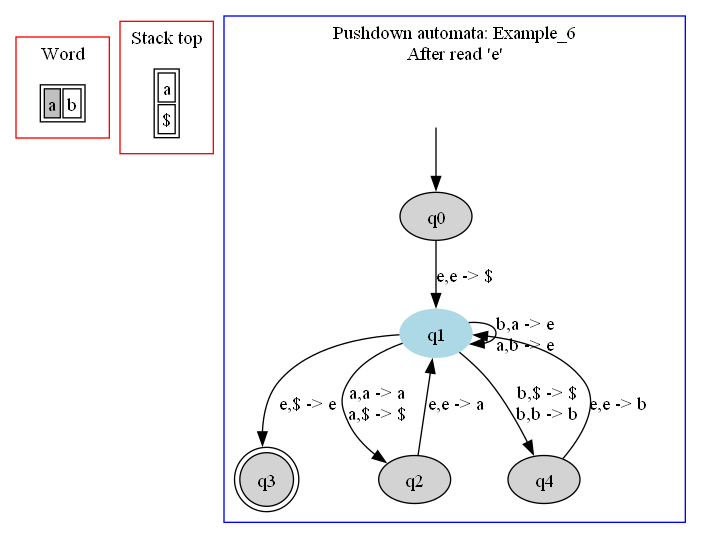 Word
a b
Stack top
a
$
Pushdown automata: Example_6
After read 'e'
q0
e,e -> $
q1
b,a -> e
a,b -> e
e,$ -> e
a,a -> a
a,$ -> $
e,e -> a
b,$ -> $
b,b -> b
e,e -> b
q3
q2
q4